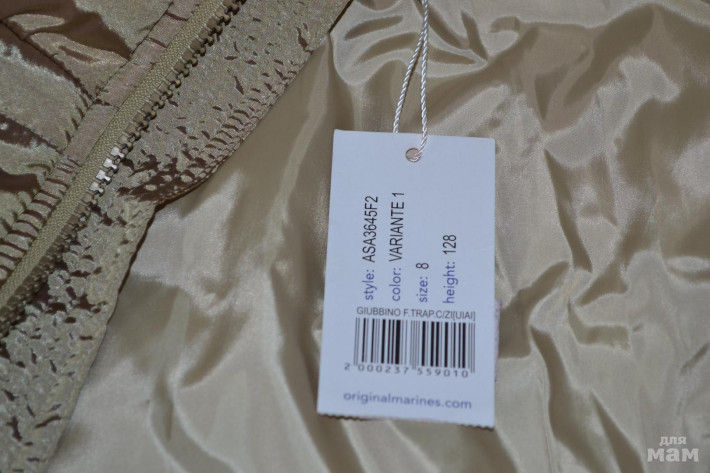 style: ASA3645F2
color: VARIANTE 1
size: 8
height: 128
GIUBBINO F.TRAP.C/ZI[UIAI]
2 000237 559010
originalmarines.com
для
мам